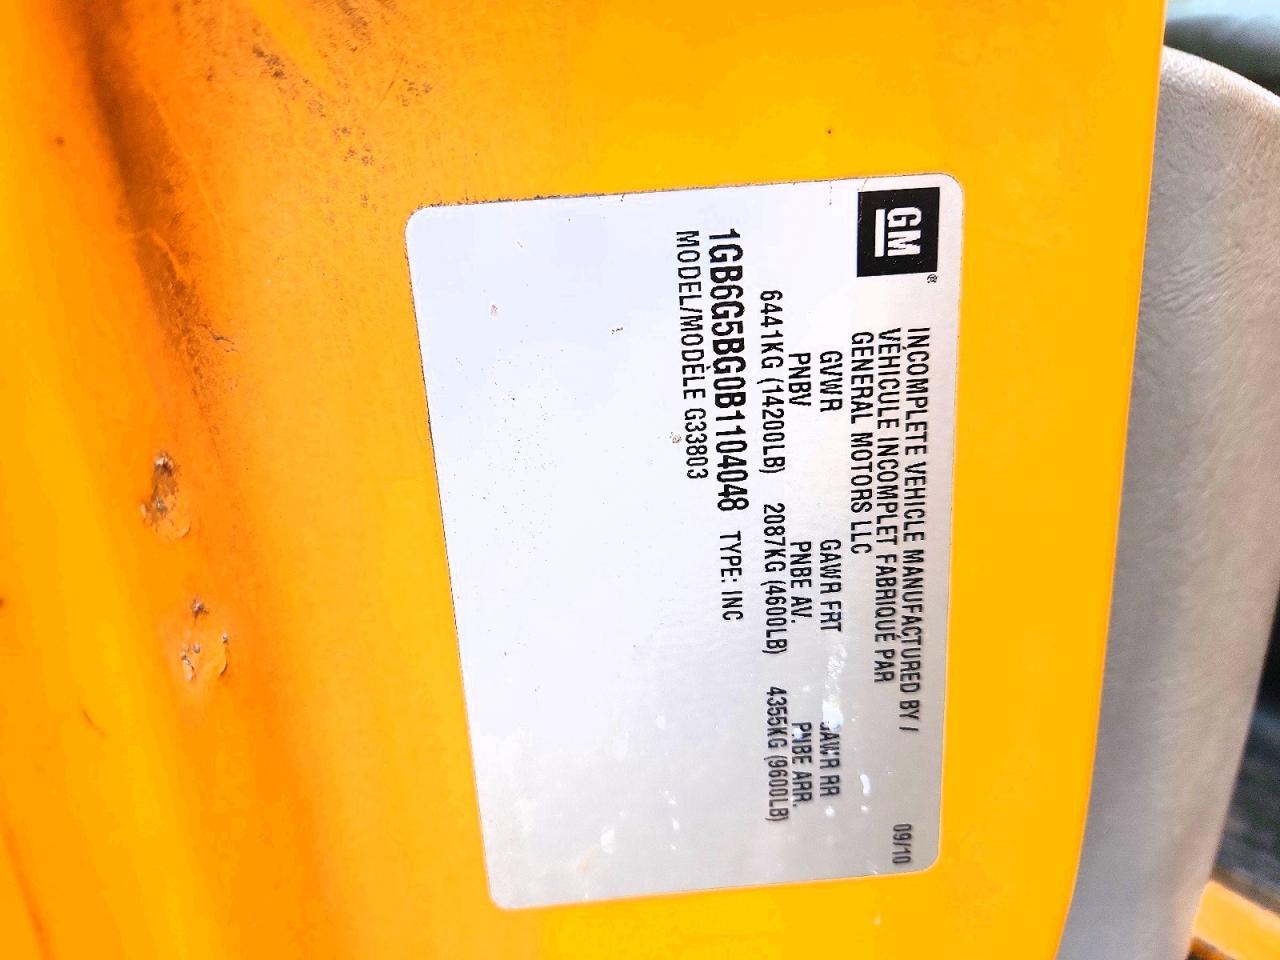 GM®
INCOMPLETE VEHICLE MANUFACTURED BY / 09/10
VÉHICULE INCOMPLET FABRIQUÉ PAR
GENERAL MOTORS LLC
GVWR GAWR FRT GAWR RR
PNBV PNBE AV. PNBE ARR.
6441KG (14200LB) 2087KG (4600LB) 4355KG (9600LB)
1GB6G5BG0B1104048 TYPE: INC
MODEL/MODÈLE G33803